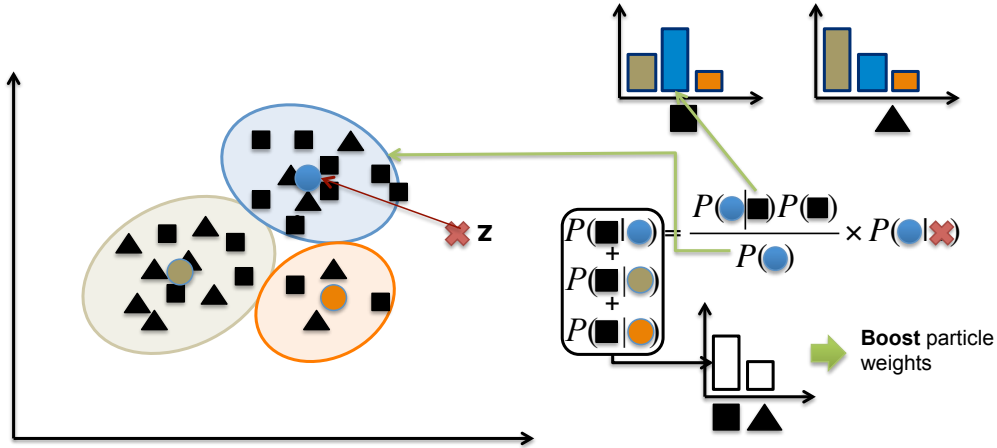 z
P(■|●) = P(●|■)P(■) / P(●) × P(●|✖)
+
P(■|●)
+
P(■|●)
Boost particle
weights